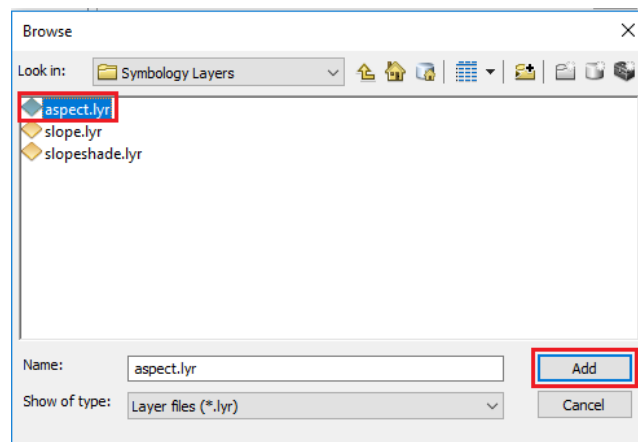 Browse
Look in: Symbology Layers
aspect.lyr
slope.lyr
slopeshade.lyr
Name: aspect.lyr Add
Show of type: Layer files (*.lyr) Cancel